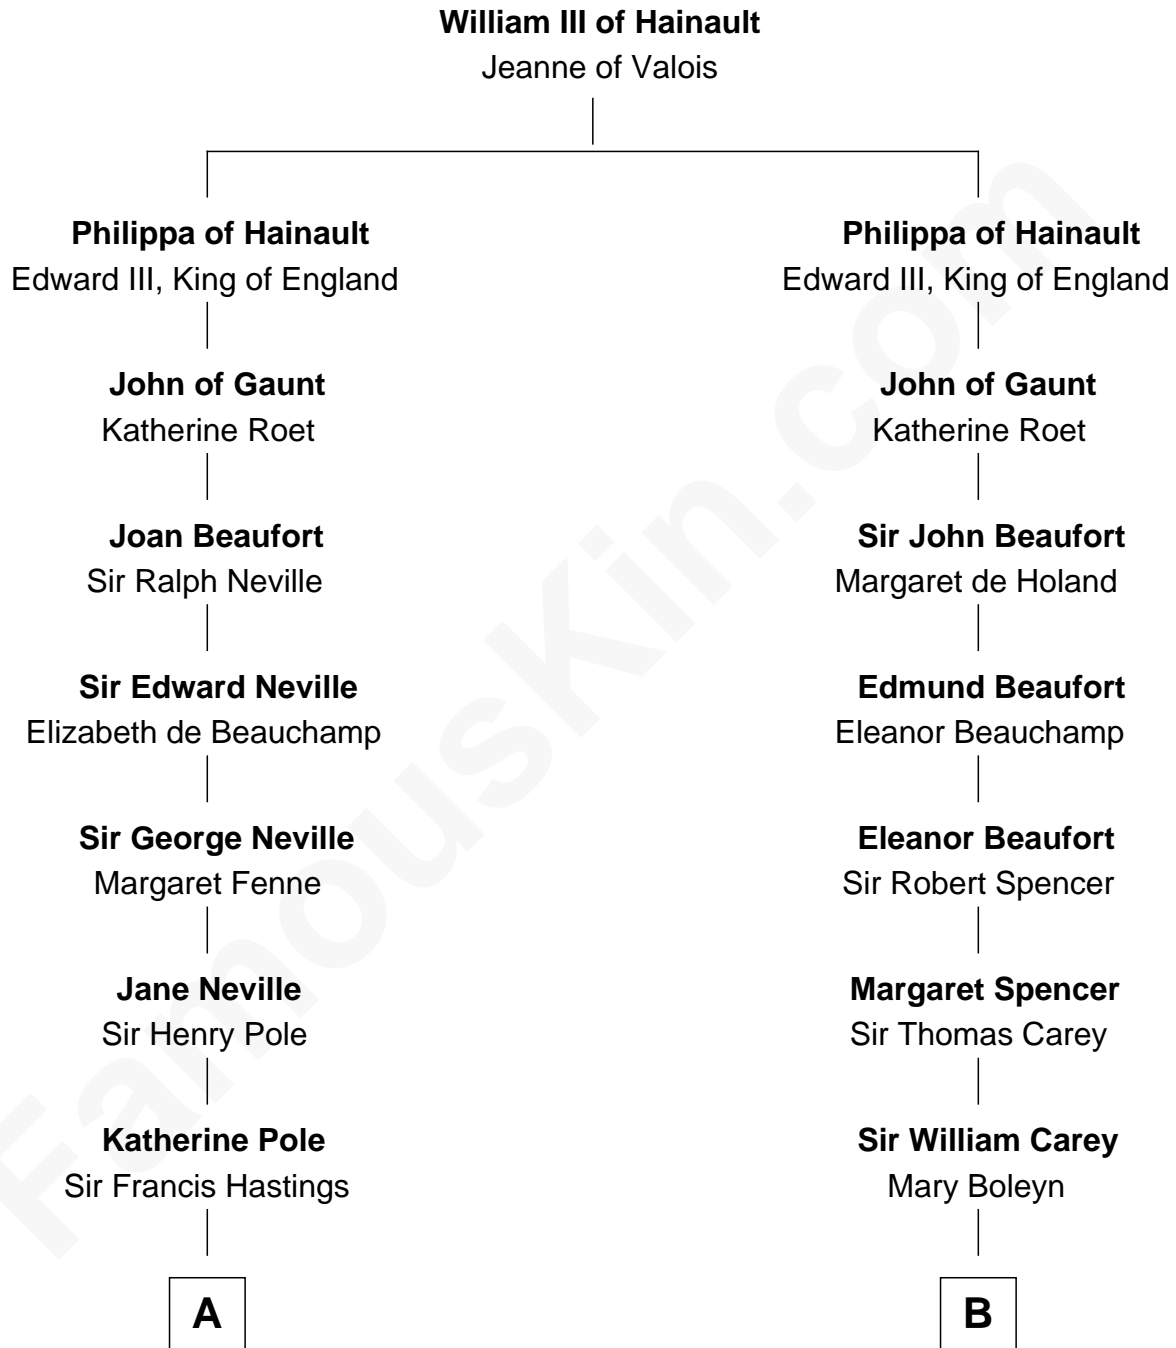 William III of Hainault
Jeanne of Valois
Philippa of Hainault
Edward III, King of England
Philippa of Hainault
Edward III, King of England
John of Gaunt
Katherine Roet
John of Gaunt
Katherine Roet
Joan Beaufort
Sir Ralph Neville
Sir John Beaufort
Margaret de Holand
Sir Edward Neville
Elizabeth de Beauchamp
Edmund Beaufort
Eleanor Beauchamp
Sir George Neville
Margaret Fenne
Eleanor Beaufort
Sir Robert Spencer
Jane Neville
Sir Henry Pole
Margaret Spencer
Sir Thomas Carey
Katherine Pole
Sir Francis Hastings
Sir William Carey
Mary Boleyn
A
B
FamousKin.com